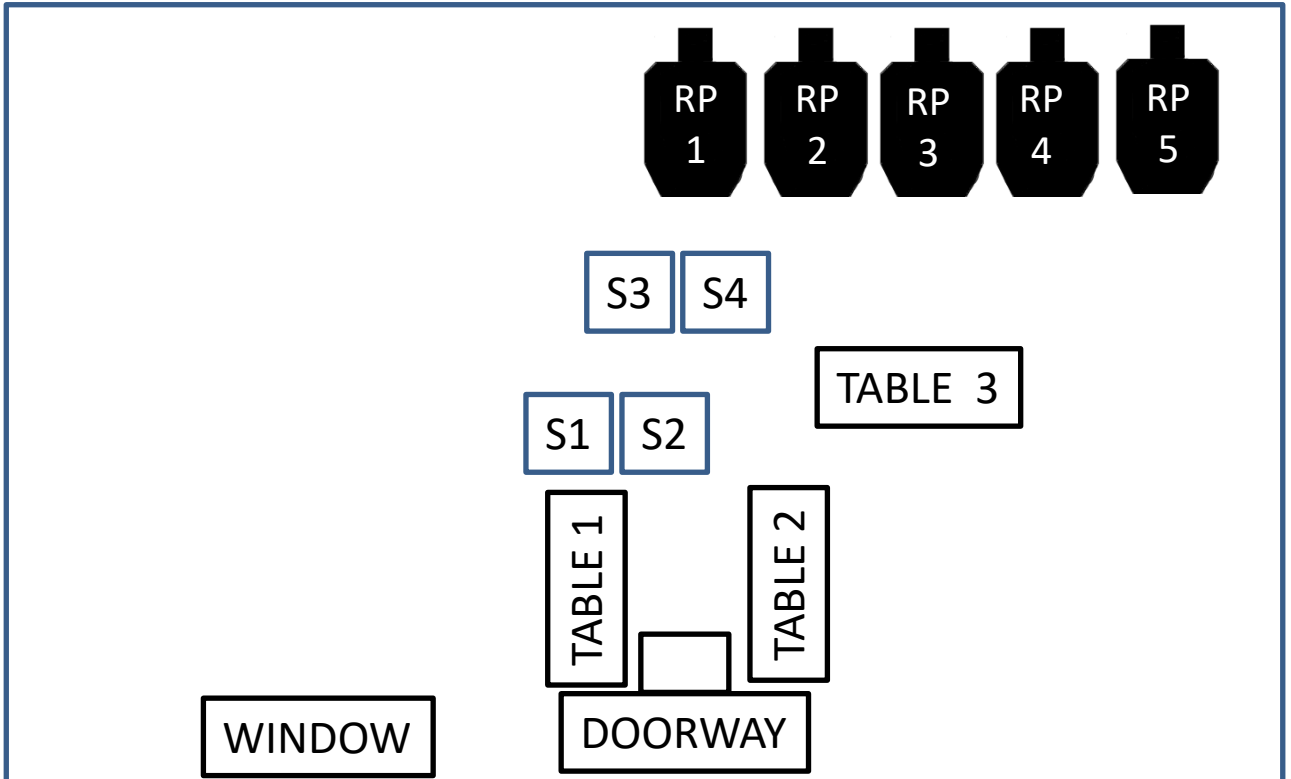 RP RP RP RP RP
1 2 3 4 5
S3 S4
TABLE 3
S1 S2
TABLE 1
TABLE 2
WINDOW
DOORWAY